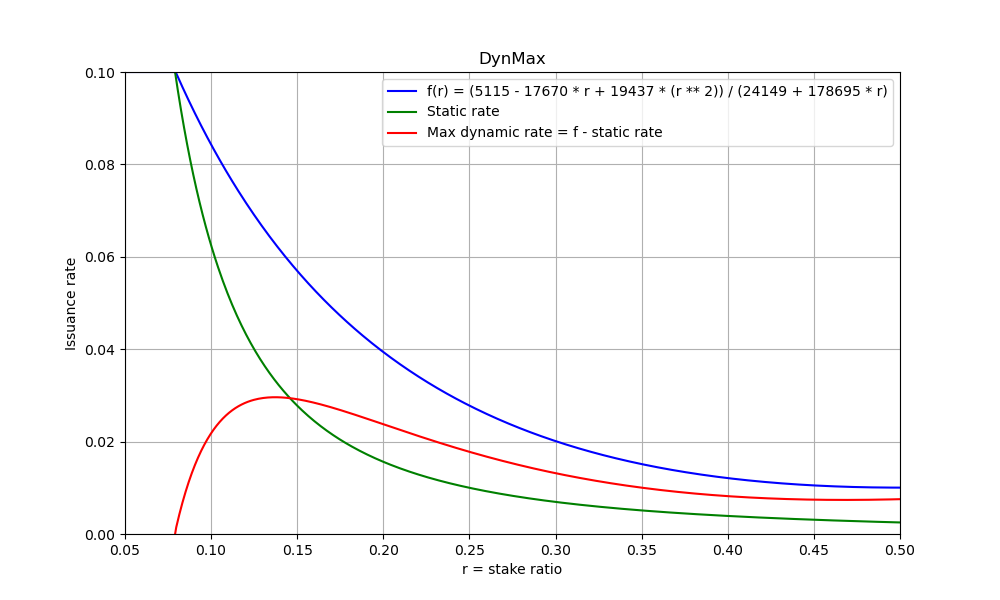 DynMax
f(r) = (5115 - 17670 * r + 19437 * (r ** 2)) / (24149 + 178695 * r)
Static rate
Max dynamic rate = f - static rate
Issuance rate
0.10
0.08
0.06
0.04
0.02
0.00
0.05 0.10 0.15 0.20 0.25 0.30 0.35 0.40 0.45 0.50
r = stake ratio